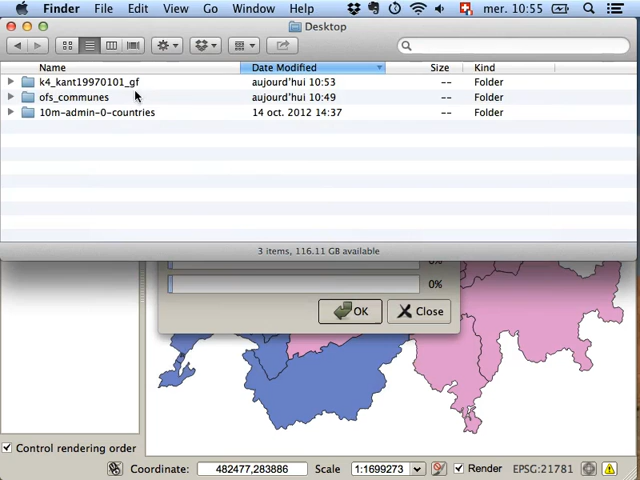 Finder File Edit View Go Window Help mer. 10:55
Desktop
Name Date Modified Size Kind
k4_kant19970101_gf aujourd'hui 10:53 -- Folder
ofs_communes aujourd'hui 10:49 -- Folder
10m-admin-0-countries 14 oct. 2012 14:37 -- Folder
3 items, 116.11 GB available
0%
0%
OK Close
Control rendering order
Coordinate: 482477,283886 Scale 1:1699273 Render EPSG:21781